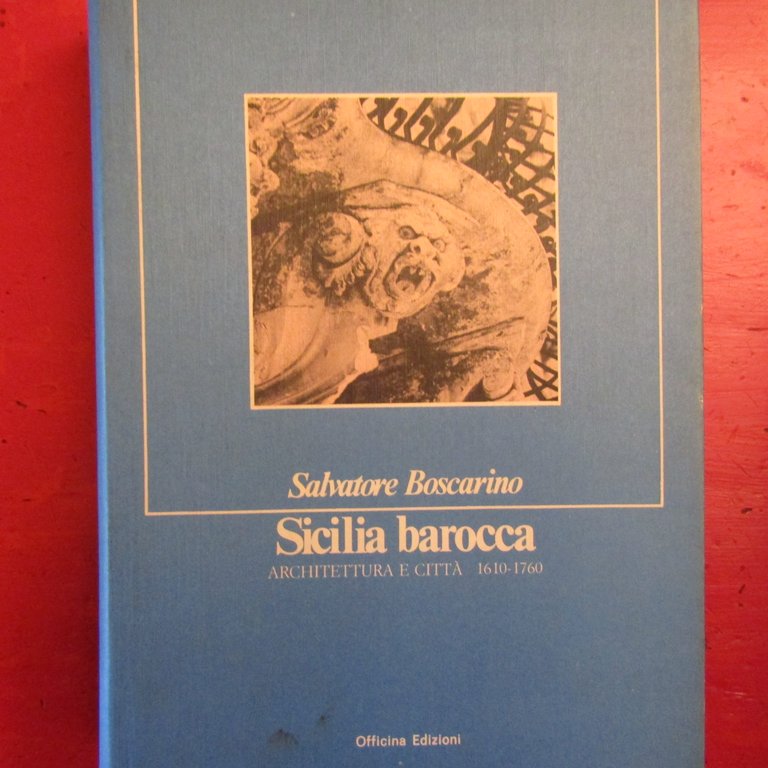 Salvatore Boscarino
Sicilia barocca
ARCHITETTURA E CITTÀ 1610-1760
Officina Edizioni